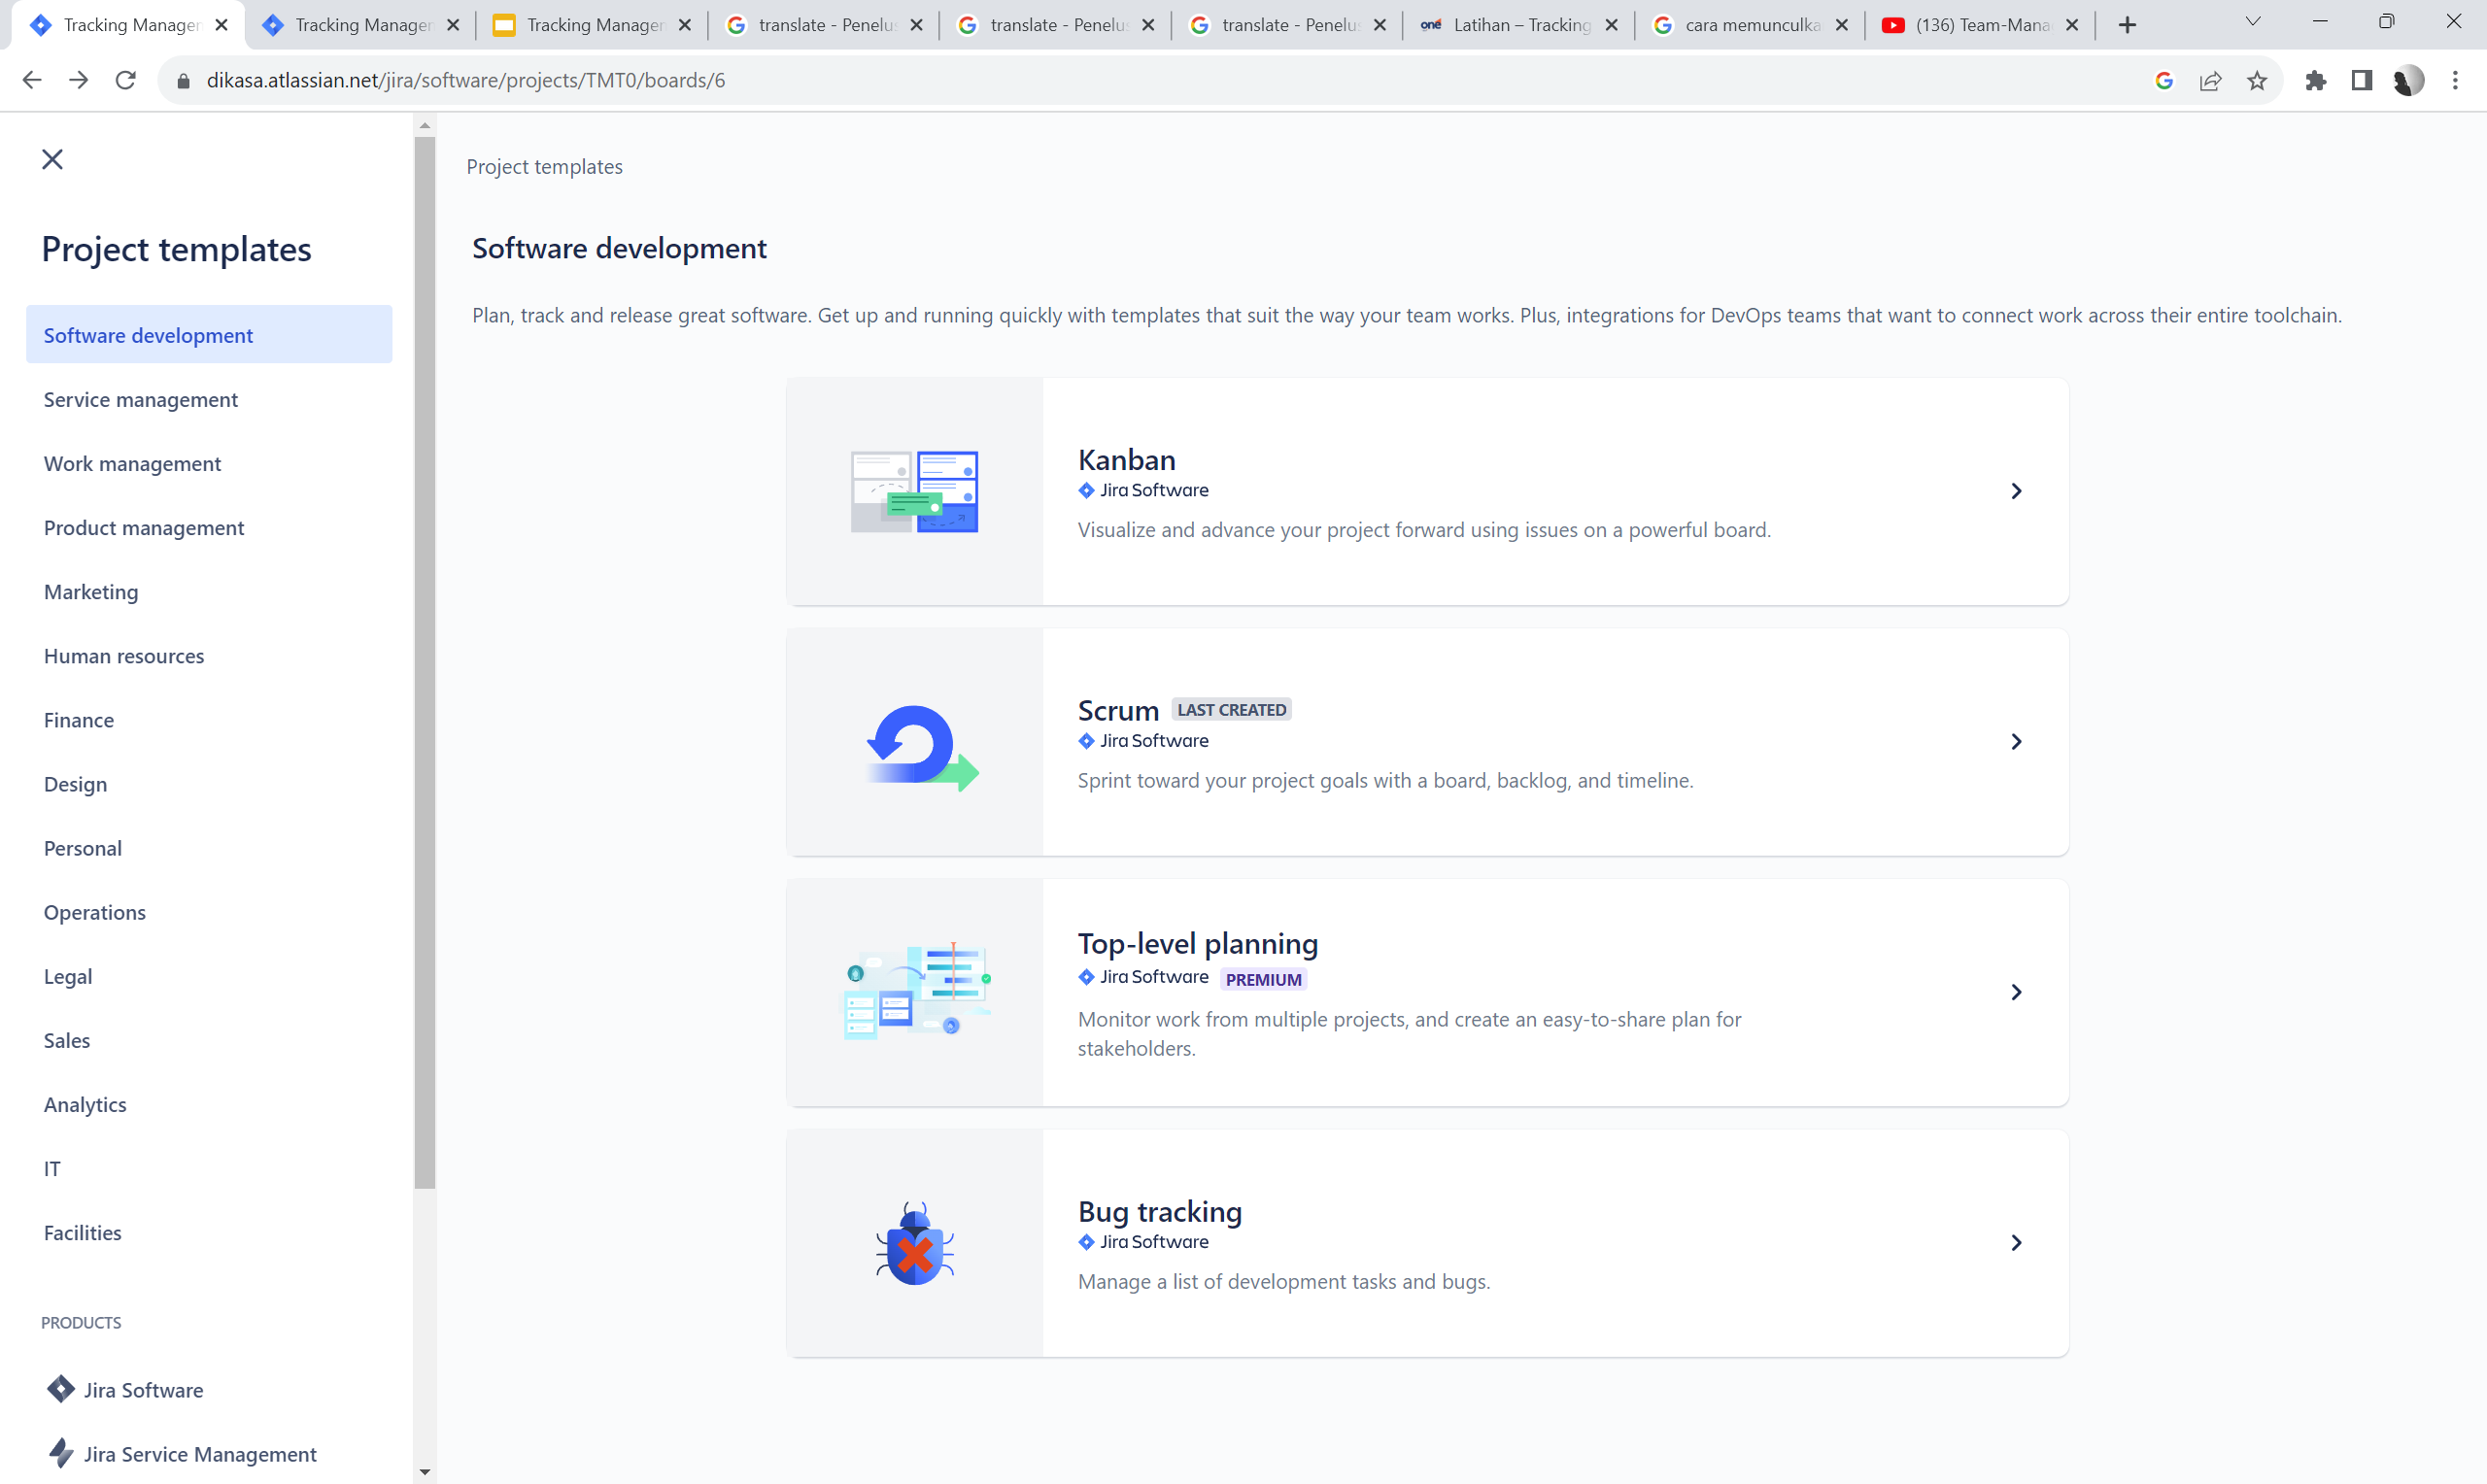 Tracking Manager
Tracking Manager
Tracking Manager
translate - Penelus
translate - Penelus
translate - Penelus
one
Latihan – Tracking
cara memunculka
(136) Team-Mana
dikasa.atlassian.net/jira/software/projects/TMT0/boards/6
Project templates
Software development
Service management
Work management
Product management
Marketing
Human resources
Finance
Design
Personal
Operations
Legal
Sales
Analytics
IT
Facilities
PRODUCTS
Jira Software
Jira Service Management
Project templates
Software development
Plan, track and release great software. Get up and running quickly with templates that suit the way your team works. Plus, integrations for DevOps teams that want to connect work across their entire toolchain.
Kanban
Jira Software
Visualize and advance your project forward using issues on a powerful board.
Scrum LAST CREATED
Jira Software
Sprint toward your project goals with a board, backlog, and timeline.
Top-level planning
Jira Software PREMIUM
Monitor work from multiple projects, and create an easy-to-share plan for
stakeholders.
Bug tracking
Jira Software
Manage a list of development tasks and bugs.